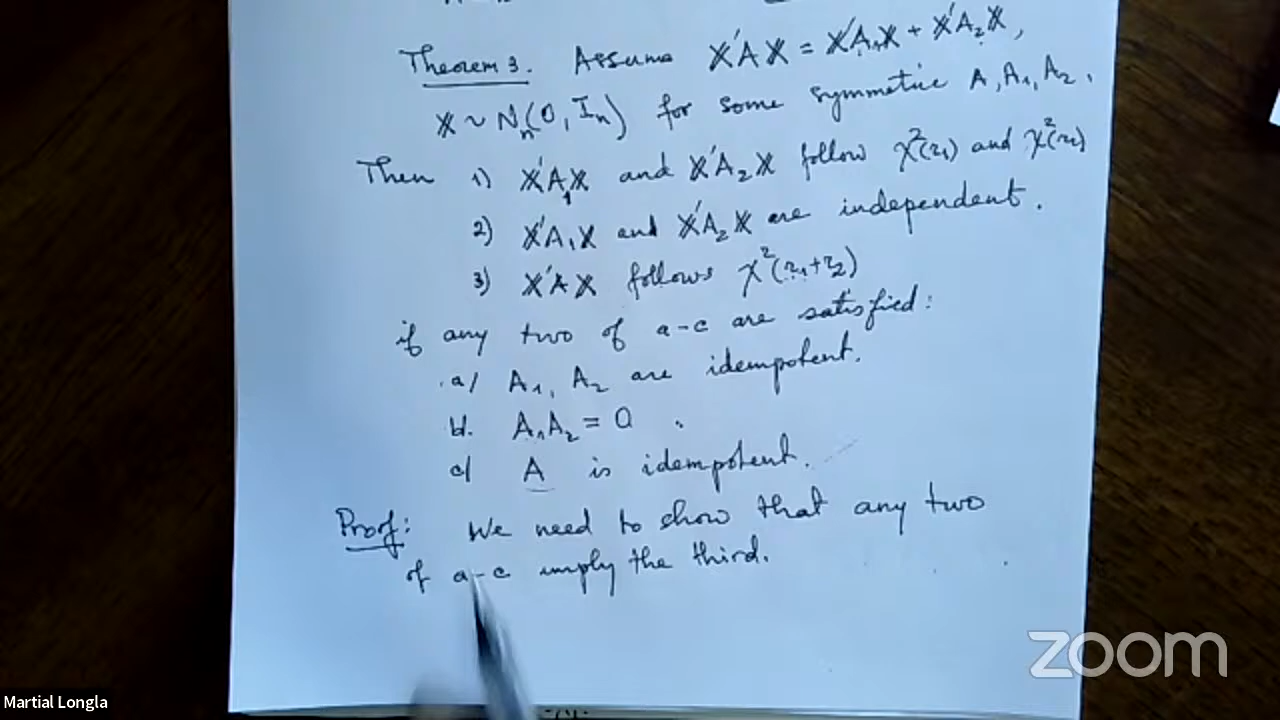 Theorem 3. Assume X'AX = X'A₁X + X'A₂X,
X ~ Nₙ(0, Iₙ) for some symmetric A, A₁, A₂.
Then 1) X'A₁X and X'A₂X follow χ²(r₁) and χ²(r₂)
2) X'A₁X and X'A₂X are independent.
3) X'AX follows χ²(r₁+r₂)
if any two of a-c are satisfied:
a/ A₁, A₂ are idempotent.
b. A₁A₂ = 0.
c/ A is idempotent.
Proof: We need to show that any two
of a-c imply the third.
zoom
Martial Longla